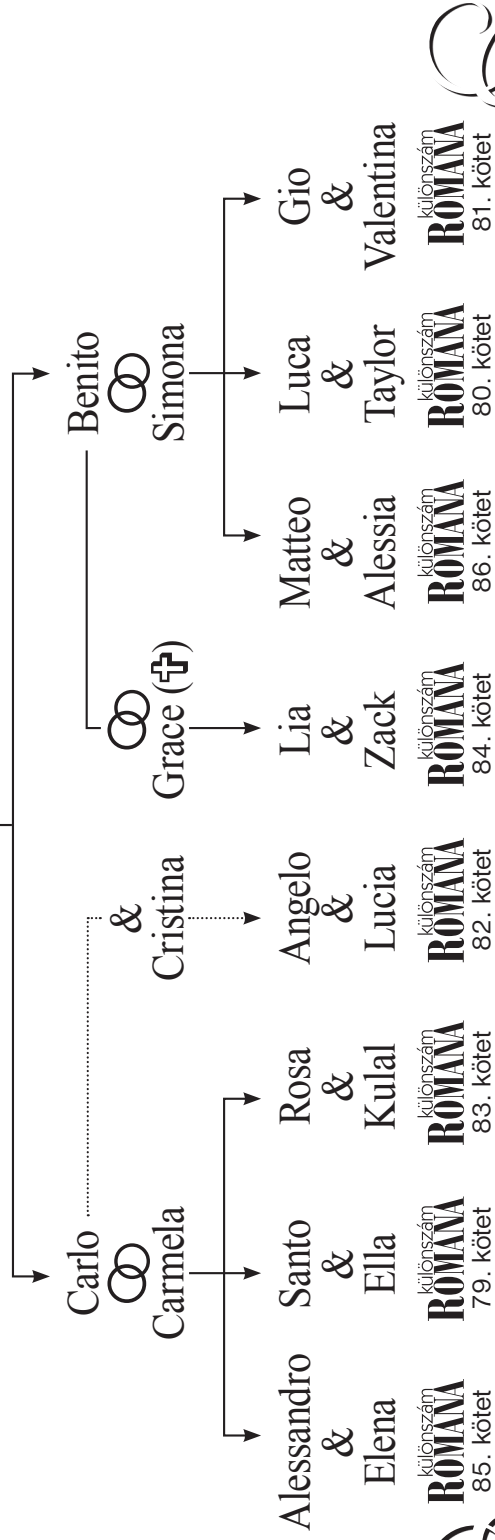 Carlo
Carmela
&
Cristina
Grace (✞)
Benito
Simona
Alessandro
&
Elena
különszám
ROMANA
85. kötet
Santo
&
Ella
különszám
ROMANA
79. kötet
Rosa
&
Kulal
különszám
ROMANA
83. kötet
Angelo
&
Lucia
különszám
ROMANA
82. kötet
Lia
&
Zack
különszám
ROMANA
84. kötet
Matteo
&
Alessia
különszám
ROMANA
86. kötet
Luca
&
Taylor
különszám
ROMANA
80. kötet
Gio
&
Valentina
különszám
ROMANA
81. kötet